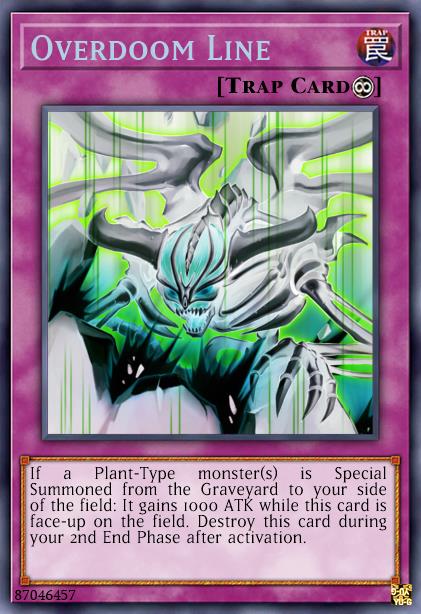 OVERDOOM LINE
TRAP
罠
[TRAP CARD]
If a Plant-Type monster(s) is Special
Summoned from the Graveyard to your side
of the field: It gains 1000 ATK while this card is
face-up on the field. Destroy this card during
your 2nd End Phase after activation.
87046457